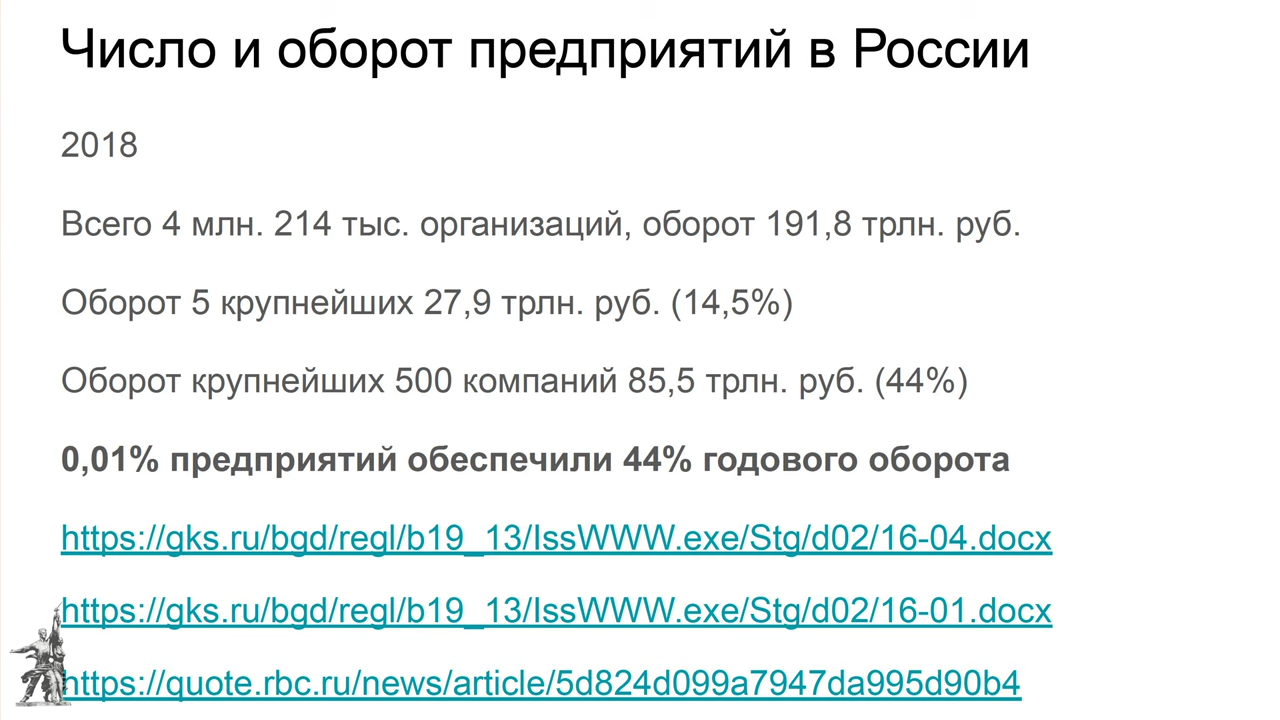 Число и оборот предприятий в России
2018
Всего 4 млн. 214 тыс. организаций, оборот 191,8 трлн. руб.
Оборот 5 крупнейших 27,9 трлн. руб. (14,5%)
Оборот крупнейших 500 компаний 85,5 трлн. руб. (44%)
0,01% предприятий обеспечили 44% годового оборота
https://gks.ru/bgd/regl/b19_13/IssWWW.exe/Stg/d02/16-04.docx
https://gks.ru/bgd/regl/b19_13/IssWWW.exe/Stg/d02/16-01.docx
https://quote.rbc.ru/news/article/5d824d099a7947da995d90b4